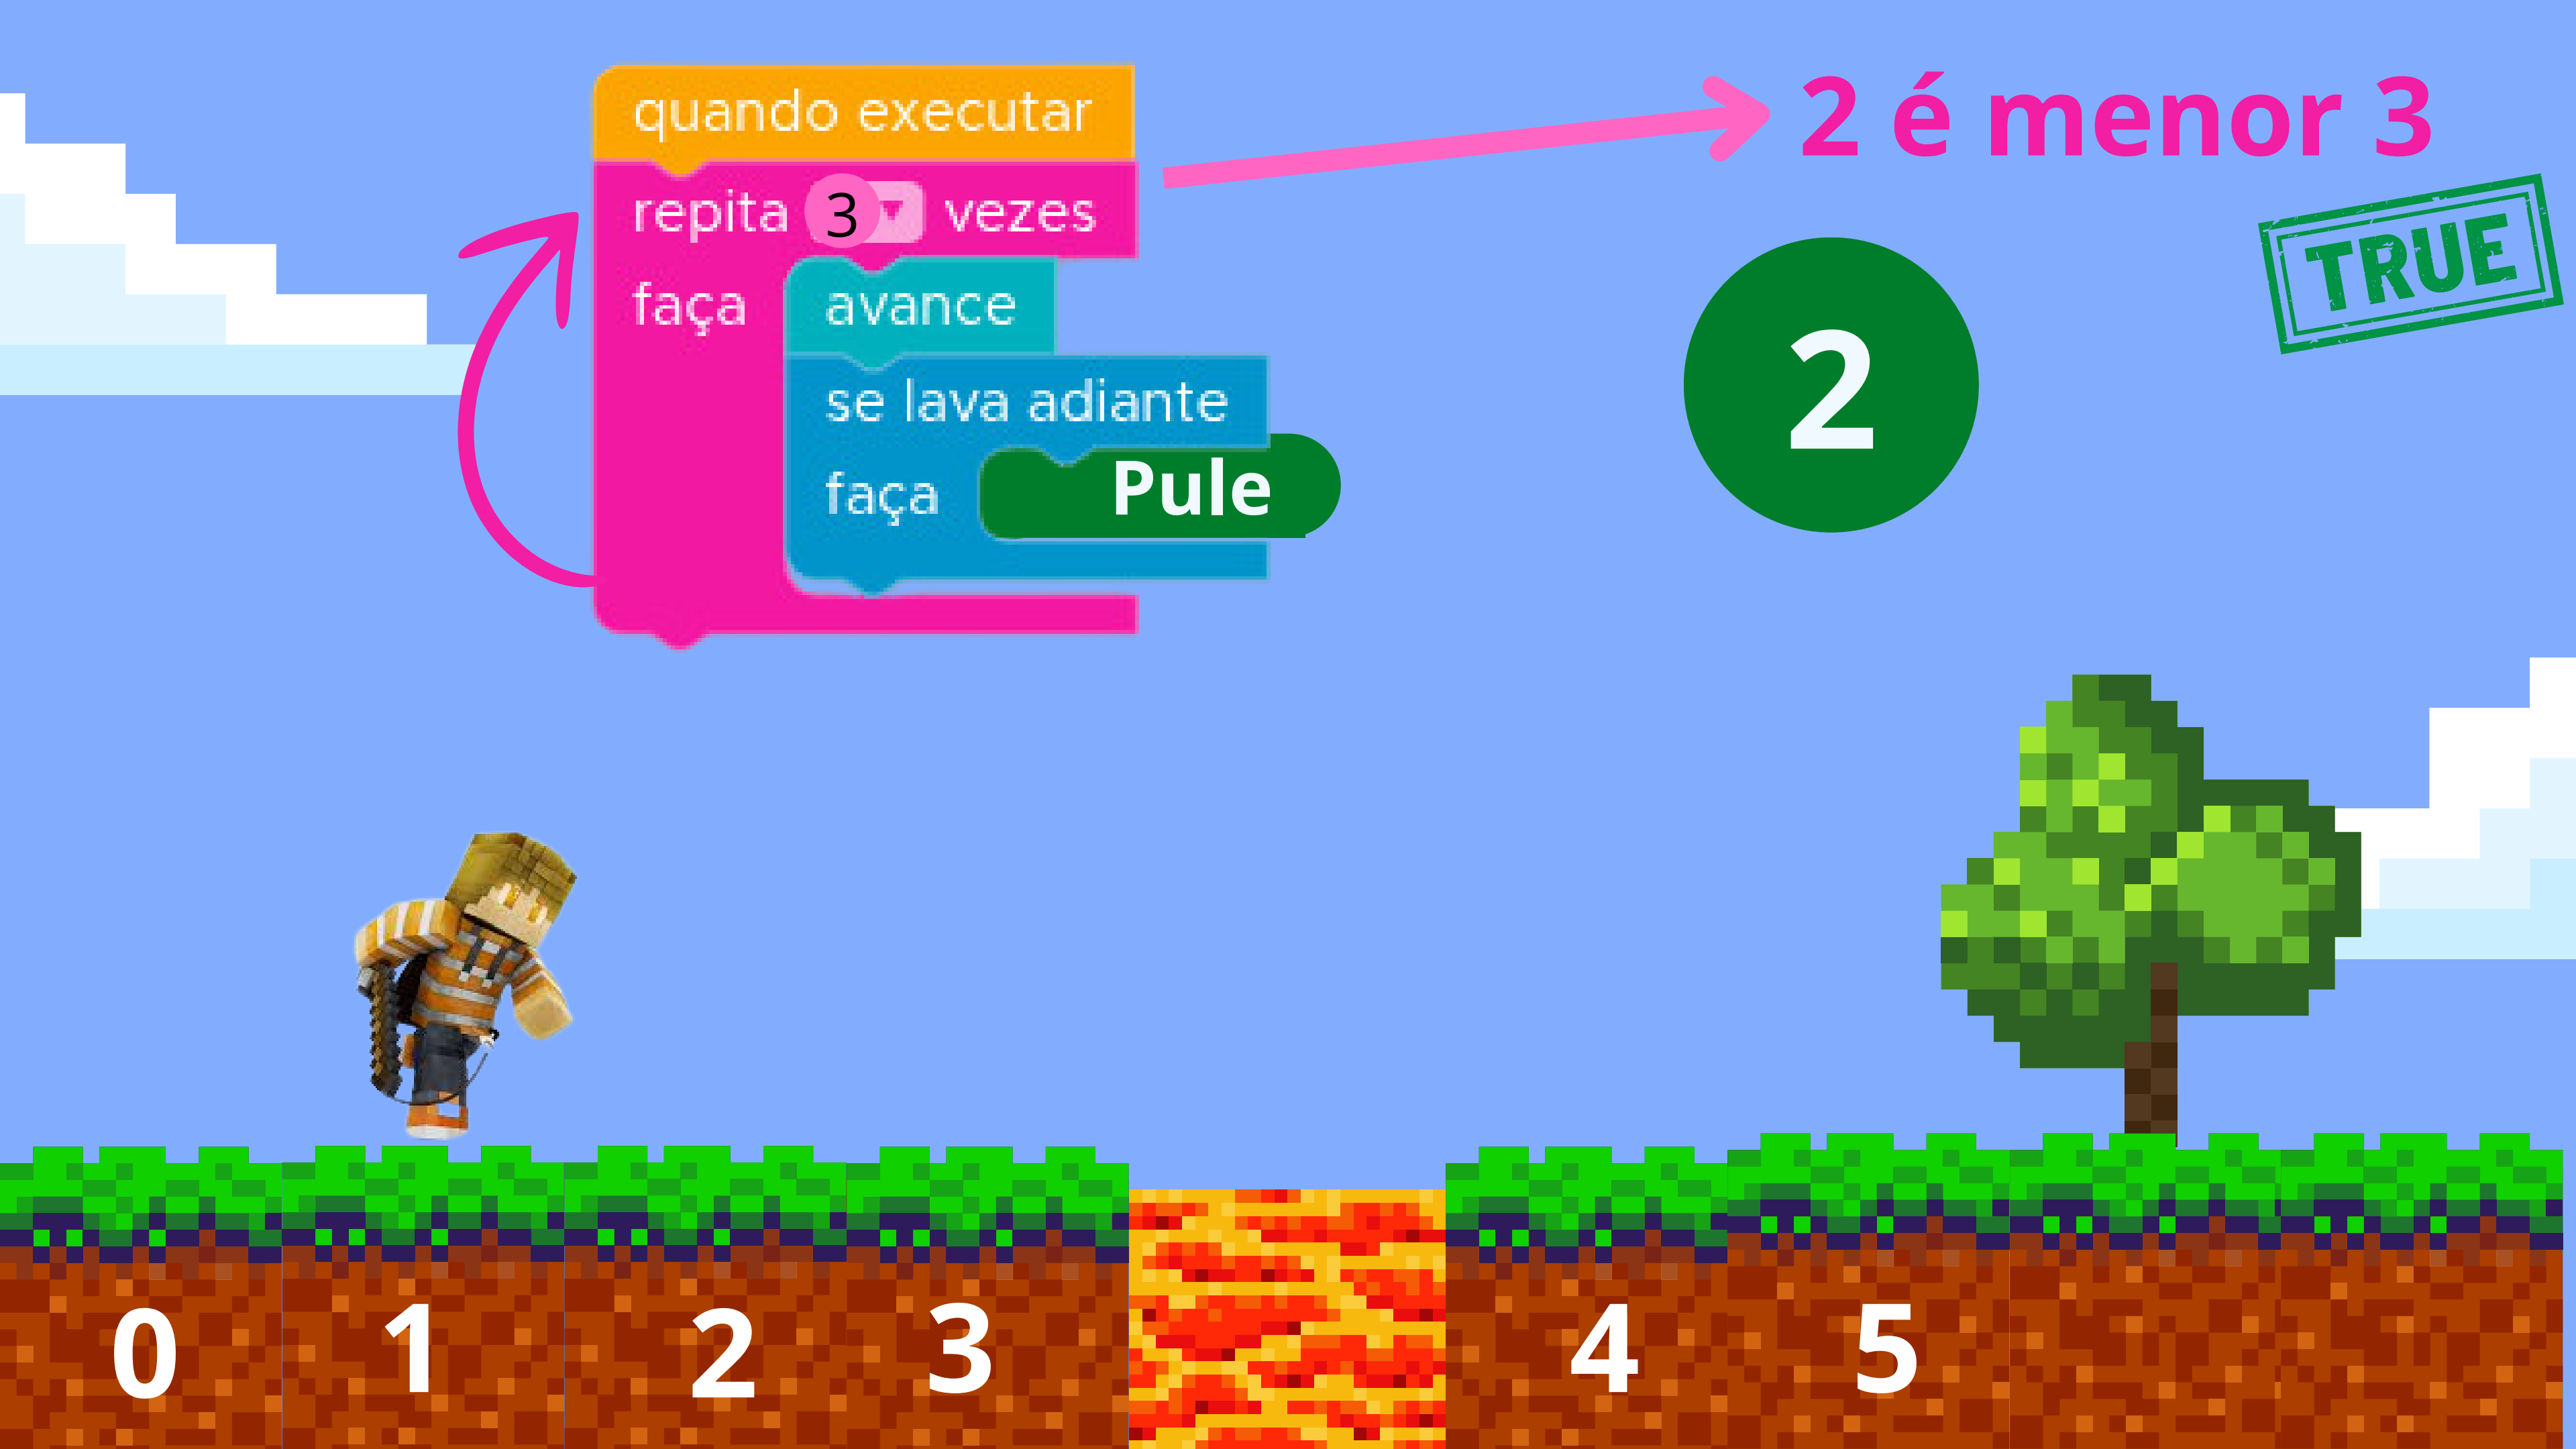 quando executar
repita 3 vezes
faça avance
se lava adiante
faça Pule
2 é menor 3
TRUE
2
0 1 2 3 4 5